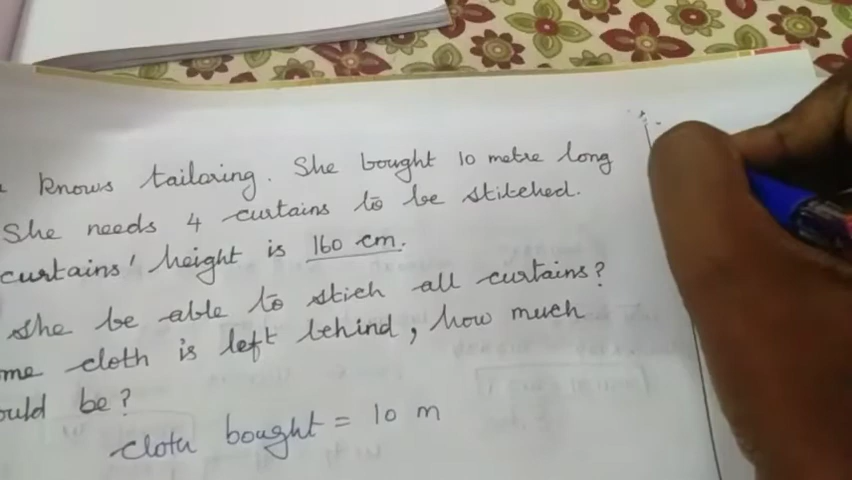 knows tailoring. She bought 10 metre long
She needs 4 curtains to be stitched.
curtains' height is 160 cm.
she be able to stich all curtains?
cloth is left behind, how much
be?
cloth bought = 10 m